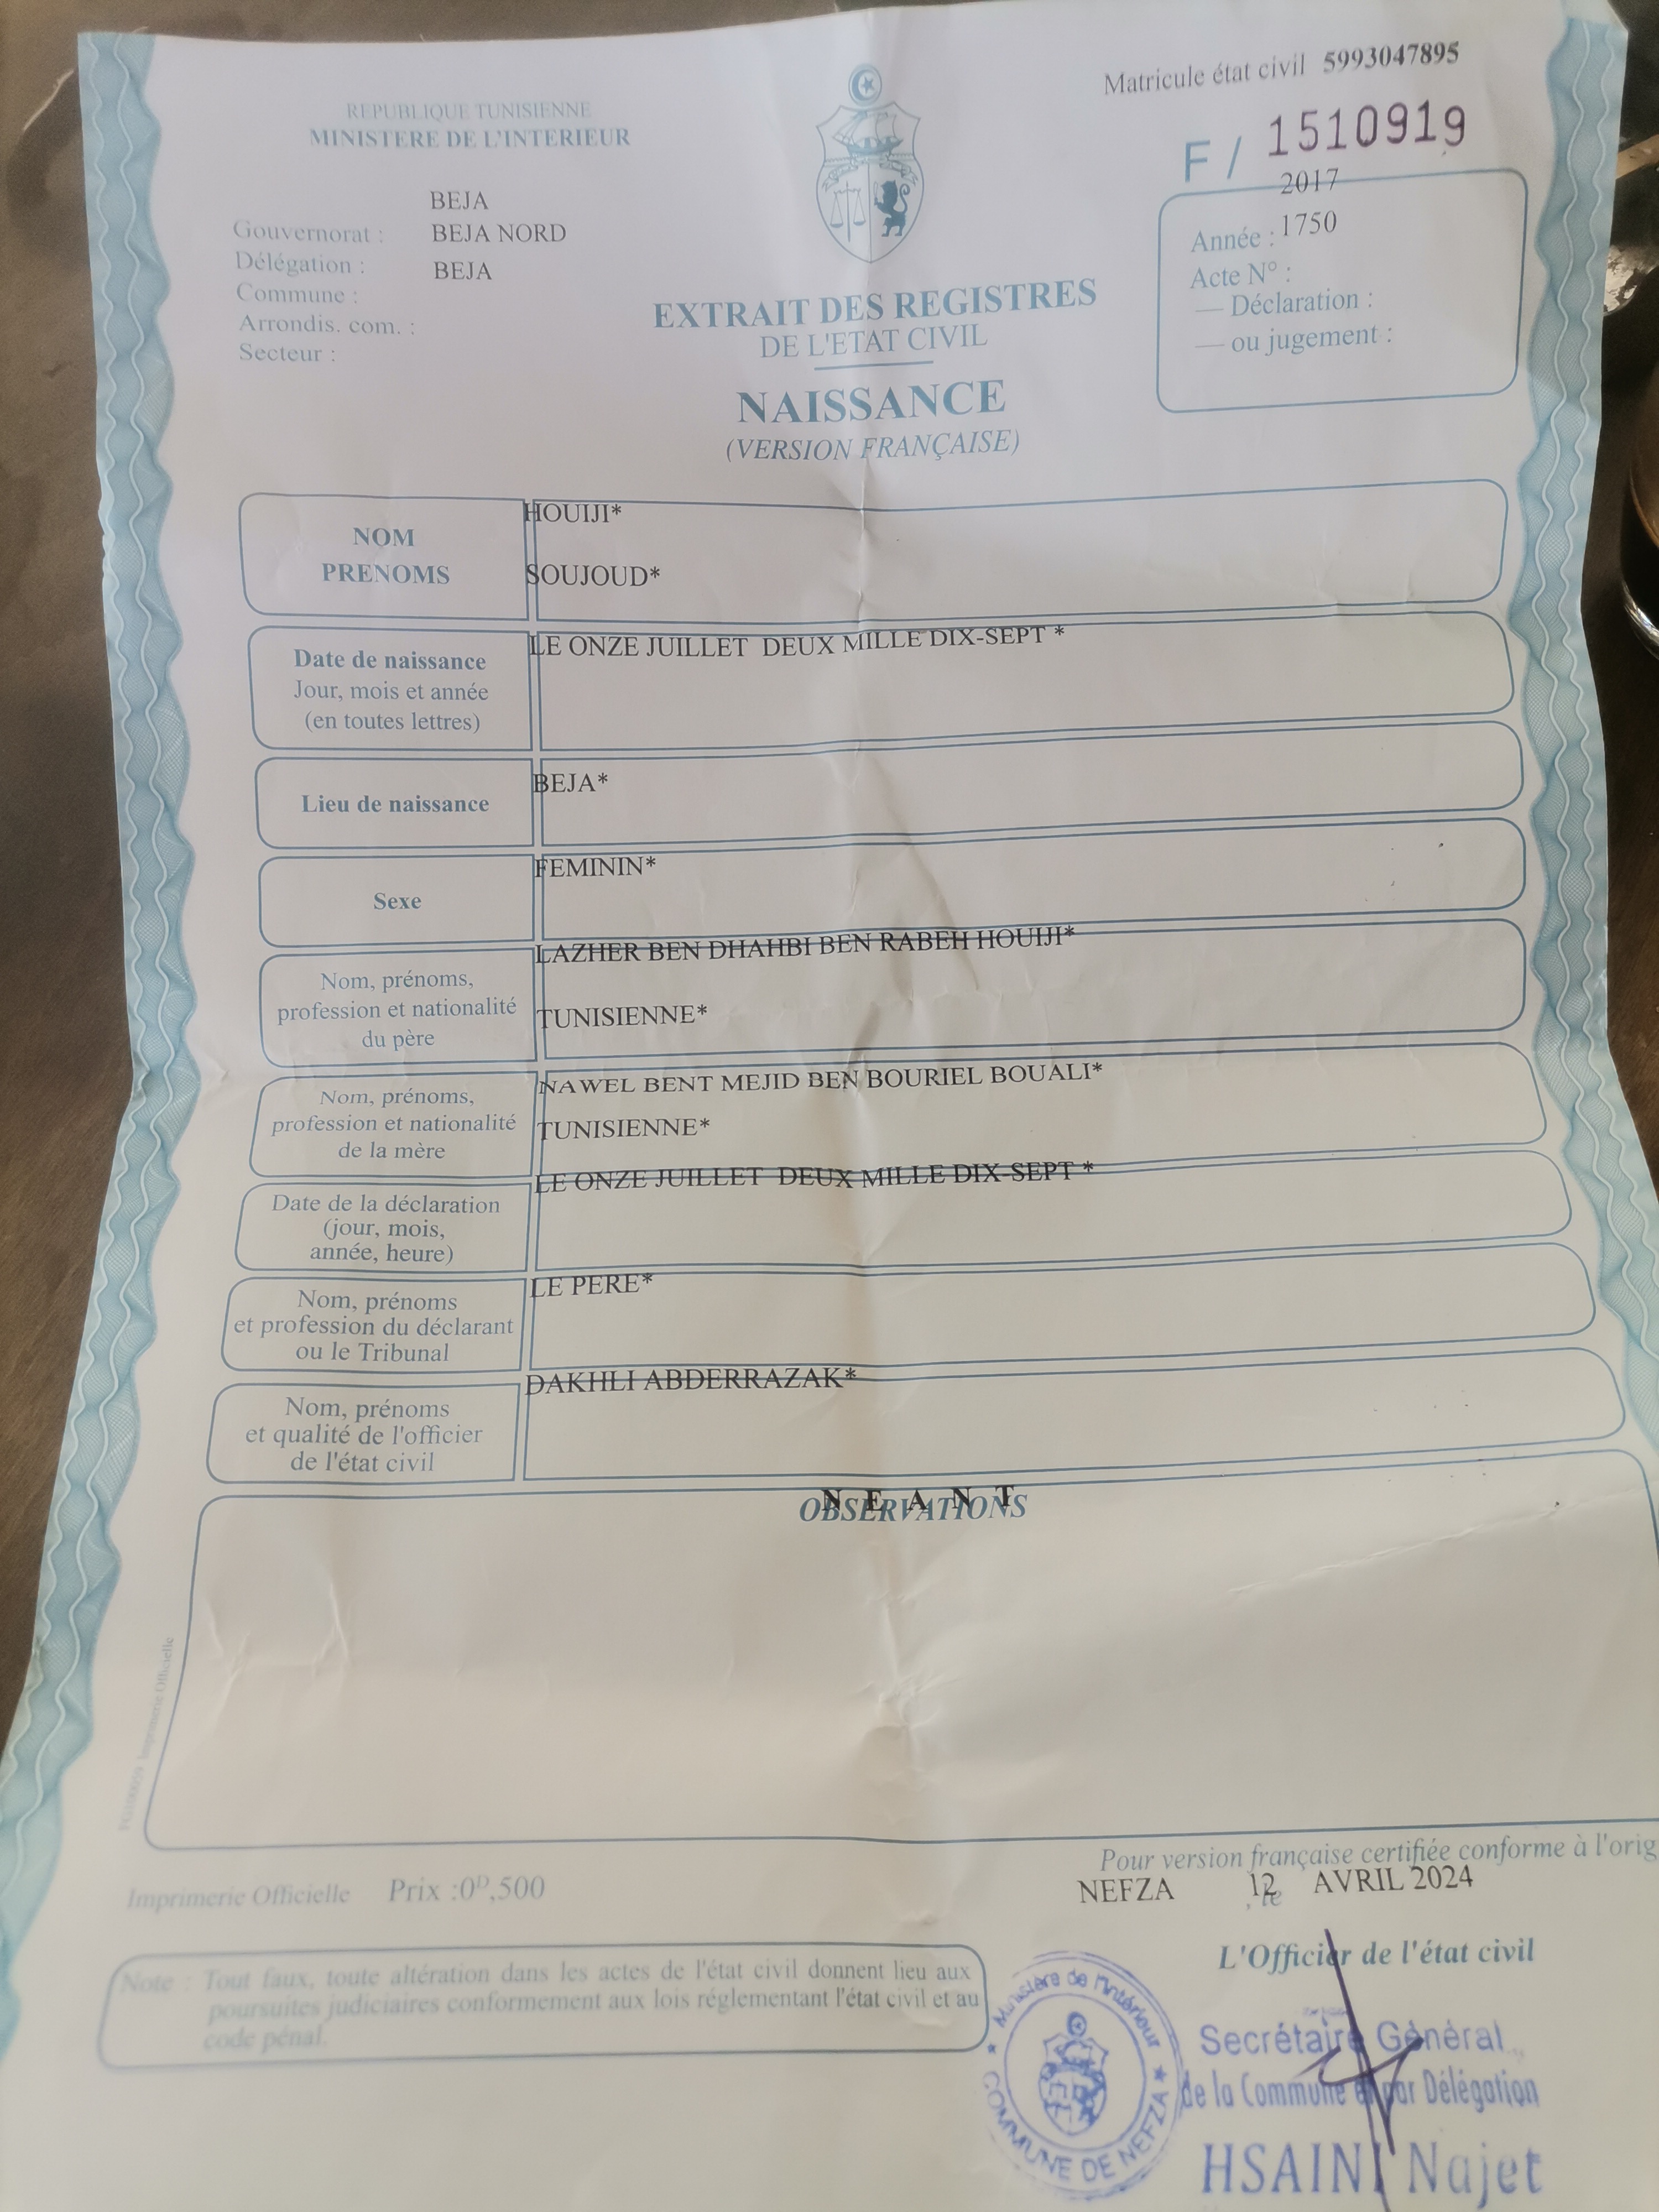 REPUBLIQUE TUNISIENNE
MINISTERE DE L'INTERIEUR
Matricule état civil 5993047895
F / 1510919
BEJA
Gouvernorat : BEJA NORD
Délégation : BEJA
Commune :
Arrondis. com. :
Secteur :
2017
Année : 1750
Acte N° :
— Déclaration :
— ou jugement :
EXTRAIT DES REGISTRES
DE L'ETAT CIVIL
NAISSANCE
(VERSION FRANÇAISE)
NOM HOUIJI*
PRENOMS SOUJOUD*
LE ONZE JUILLET DEUX MILLE DIX-SEPT *
Date de naissance
Jour, mois et année
(en toutes lettres)
BEJA*
Lieu de naissance
FEMININ*
Sexe
LAZHER BEN DHAHBI BEN RABEH HOUIJI*
Nom, prénoms,
profession et nationalité TUNISIENNE*
du père
NAWEL BENT MEJID BEN BOURIEL BOUALI*
Nom, prénoms,
profession et nationalité TUNISIENNE*
de la mère
LE ONZE JUILLET DEUX MILLE DIX-SEPT *
Date de la déclaration
(jour, mois,
année, heure)
LE PERE*
Nom, prénoms
et profession du déclarant
ou le Tribunal
DAKHLI ABDERRAZAK*
Nom, prénoms
et qualité de l'officier
de l'état civil
N E A N T
OBSERVATIONS
Imprimerie Officielle
Pour version française certifiée conforme à l'orig
NEFZA , le 12 AVRIL 2024
Imprimerie Officielle Prix :0D,500
L'Officier de l'état civil
Note : Tout faux, toute altération dans les actes de l'état civil donnent lieu aux
poursuites judiciaires conformement aux lois réglementant l'état civil et au
code pénal.
★ Ministère de l'Intérieur ★
COMMUNE DE NEFZA
Secrétaire Général
de la Commune et par Délégation
HSAINI Najet